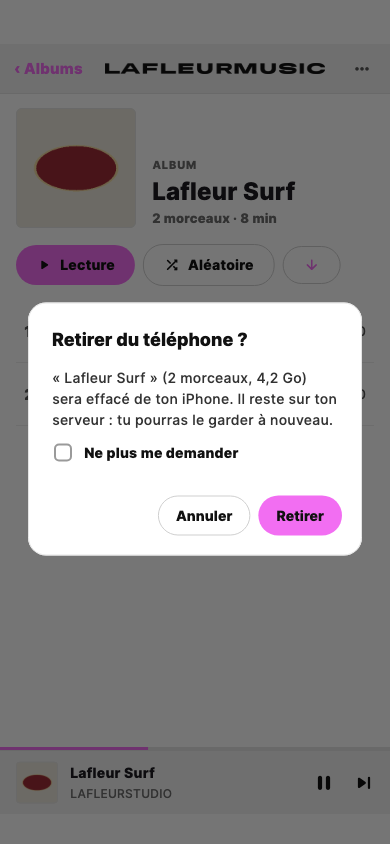 ‹ Albums
LAFLEURMUSIC
ALBUM
Lafleur Surf
2 morceaux · 8 min
Lecture
Aléatoire
Retirer du téléphone ?
« Lafleur Surf » (2 morceaux, 4,2 Go)
sera effacé de ton iPhone. Il reste sur ton
serveur : tu pourras le garder à nouveau.
Ne plus me demander
Annuler
Retirer
Lafleur Surf
LAFLEURSTUDIO